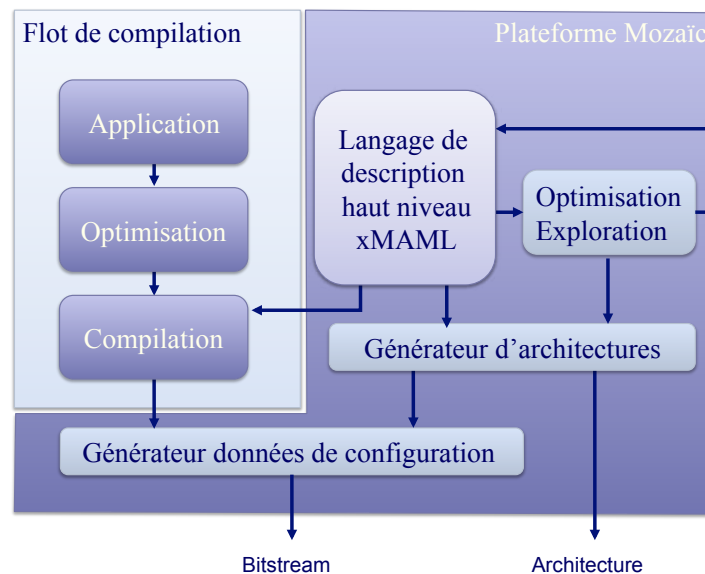 Flot de compilation
Plateforme Mozaïc
Application
Langage de
description
haut niveau
xMAML
Optimisation
Exploration
Optimisation
Compilation
Générateur d’architectures
Générateur données de configuration
Bitstream
Architecture